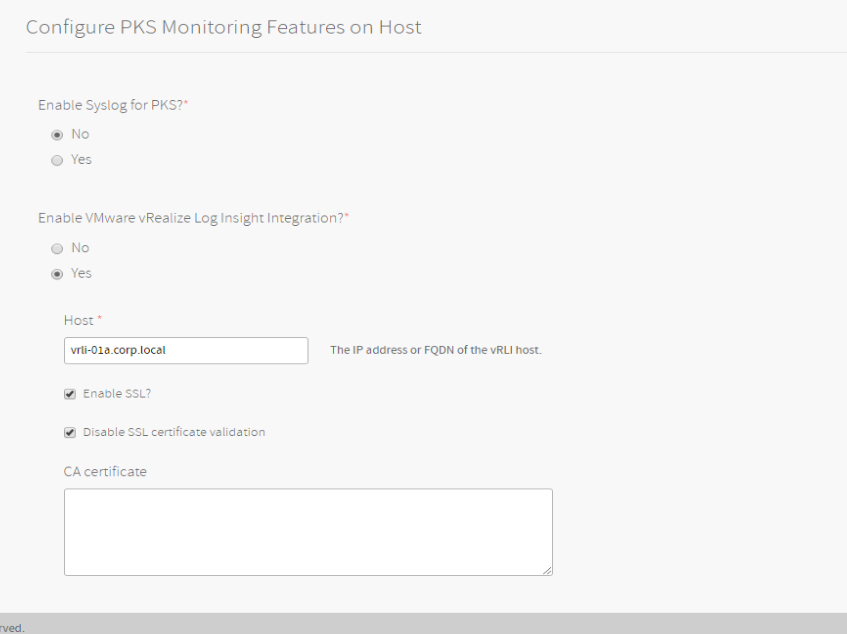 Configure PKS Monitoring Features on Host
Enable Syslog for PKS?*
No
Yes
Enable VMware vRealize Log Insight Integration?*
No
Yes
Host *
vrli-01a.corp.local
The IP address or FQDN of the vRLI host.
Enable SSL?
Disable SSL certificate validation
CA certificate
rved.